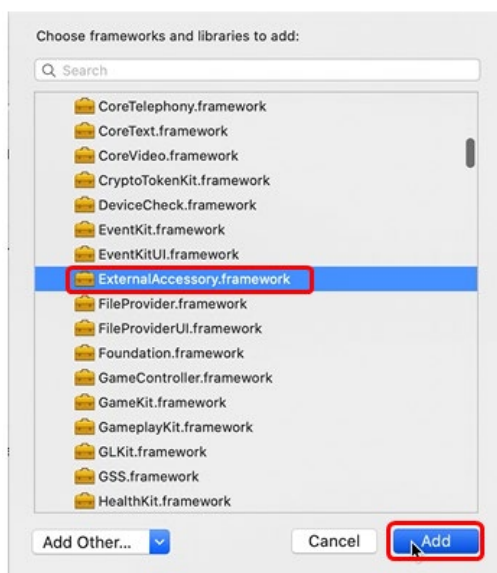 Choose frameworks and libraries to add:
Search
CoreTelephony.framework
CoreText.framework
CoreVideo.framework
CryptoTokenKit.framework
DeviceCheck.framework
EventKit.framework
EventKitUI.framework
ExternalAccessory.framework
FileProvider.framework
FileProviderUI.framework
Foundation.framework
GameController.framework
GameKit.framework
GameplayKit.framework
GLKit.framework
GSS.framework
HealthKit.framework
Add Other... Cancel Add